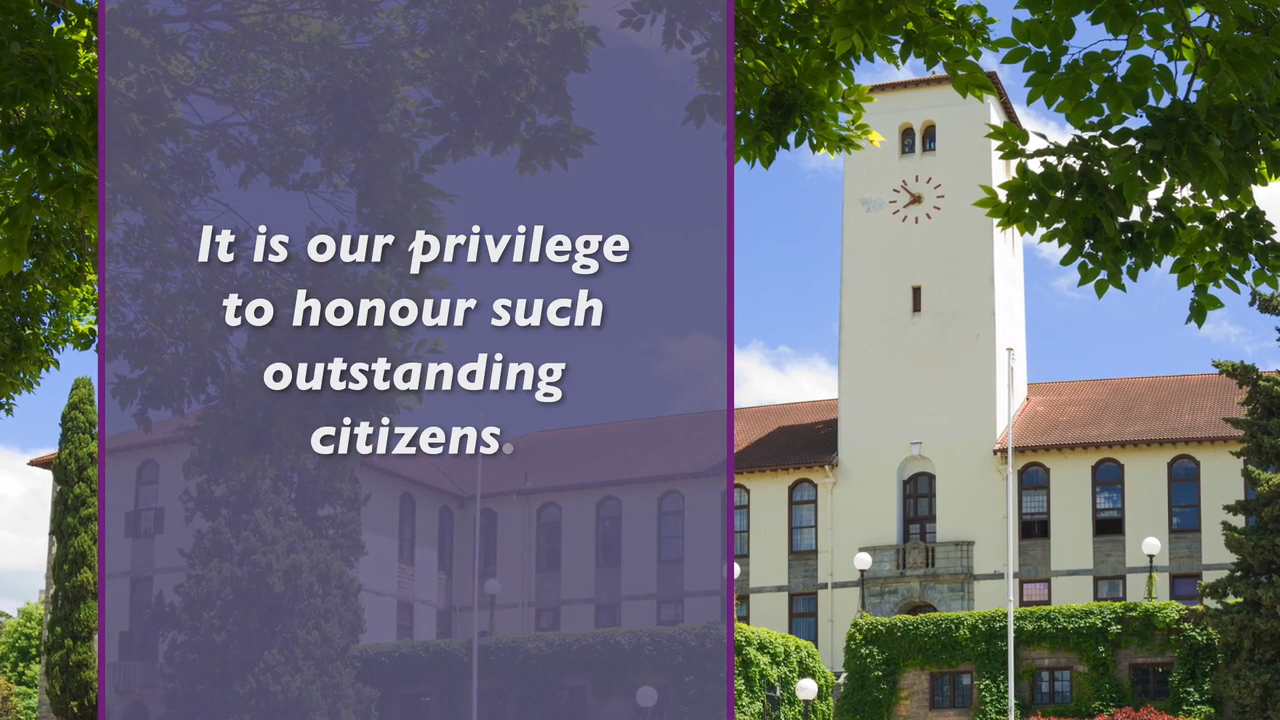 It is our privilege
to honour such
outstanding
citizens.